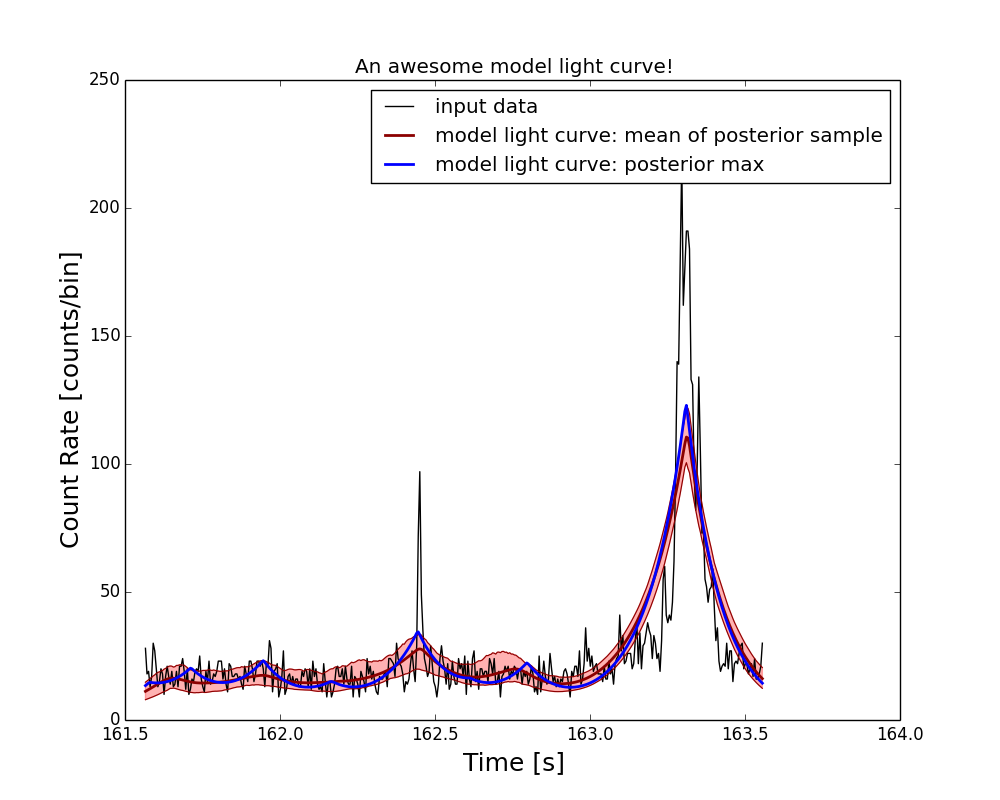 An awesome model light curve!
250
200
150
100
50
0
Count Rate [counts/bin]
input data
model light curve: mean of posterior sample
model light curve: posterior max
161.5
162.0
162.5
163.0
163.5
164.0
Time [s]